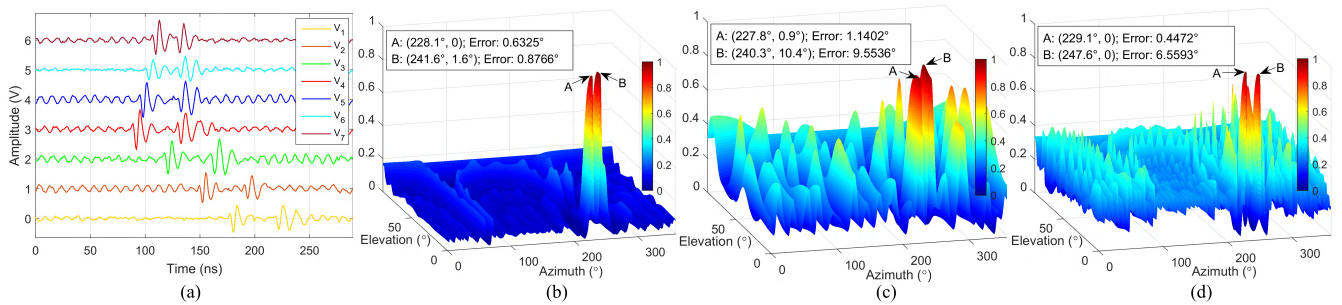 Amplitude (V)
6
5
4
3
2
1
0
0 50 100 150 200 250
Time (ns)
V1
V2
V3
V4
V5
V6
V7
(a)
1
0.8
0.6
0.4
0.2
0
A: (228.1°, 0); Error: 0.6325°
B: (241.6°, 1.6°); Error: 0.8766°
A
B
1
0.8
0.6
0.4
0.2
0
50
0
Elevation (°)
0 100 200 300
Azimuth (°)
(b)
1
0.8
0.6
0.4
0.2
0
A: (227.8°, 0.9°); Error: 1.1402°
B: (240.3°, 10.4°); Error: 9.5536°
A
B
1
0.8
0.6
0.4
0.2
0
50
0
Elevation (°)
0 100 200 300
Azimuth (°)
(c)
1
0.8
0.6
0.4
0.2
0
A: (229.1°, 0); Error: 0.4472°
B: (247.6°, 0); Error: 6.5593°
A
B
1
0.8
0.6
0.4
0.2
0
50
0
Elevation (°)
0 100 200 300
Azimuth (°)
(d)